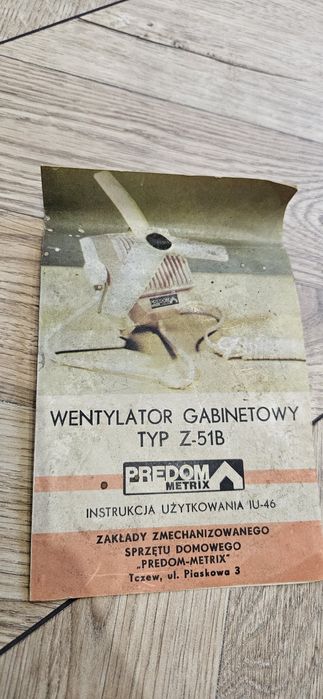 PREDOM
WENTYLATOR GABINETOWY
TYP Z-51B
PREDOM
METRIX
INSTRUKCJA UŻYTKOWANIA IU-46
ZAKŁADY ZMECHANIZOWANEGO
SPRZĘTU DOMOWEGO
„PREDOM-METRIX"
Tczew, ul. Piaskowa 3